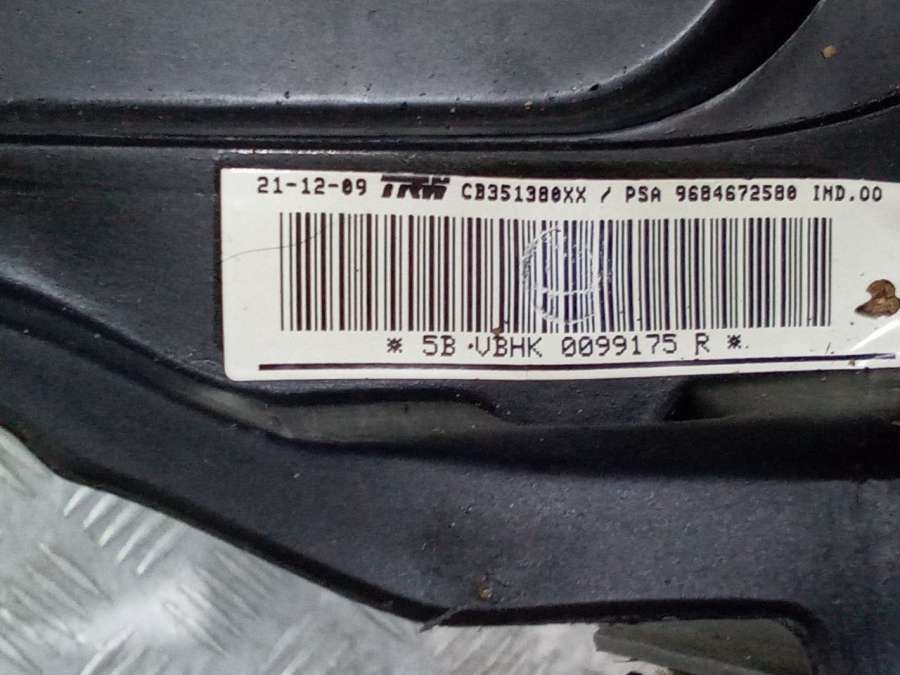 21-12-09 TRW CB351380XX / PSA 9684672580 IND.00
* 5B VBHK 0099175 R *